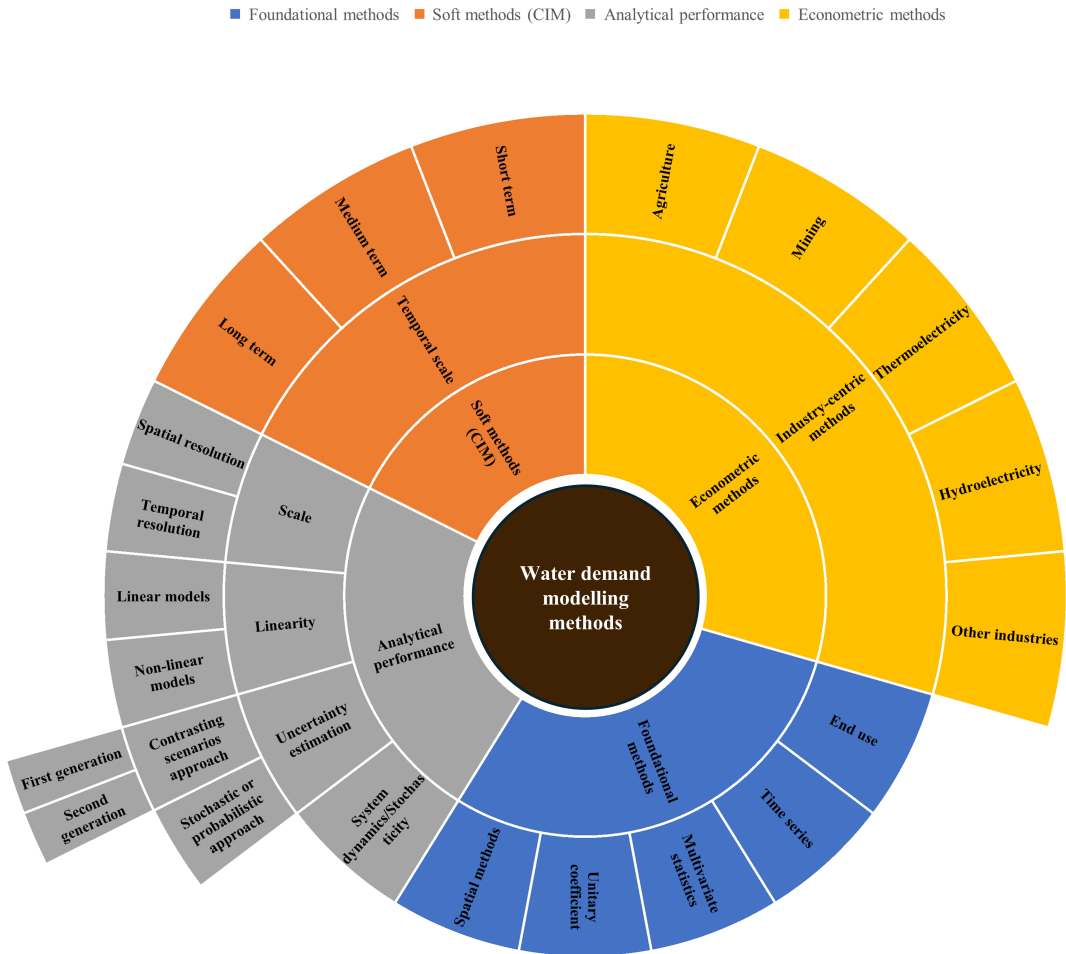 Foundational methods
Soft methods (CIM)
Analytical performance
Econometric methods
Short term
Medium term
Long term
Temporal scale
Soft methods
(CIM)
Agriculture
Mining
Thermoelectricity
Hydroelectricity
Other industries
Industry-centric
methods
Econometric
methods
Water demand
modelling
methods
Spatial resolution
Temporal
resolution
Scale
Linear models
Non-linear
models
Linearity
Analytical
performance
Uncertainty
estimation
Contrasting
scenarios
approach
First generation
Second
generation
Stochastic or
probabilistic
approach
System
dynamics/Stochas
ticity
Foundational
methods
End use
Time series
Multivariate
statistics
Unitary
coefficient
Spatial methods